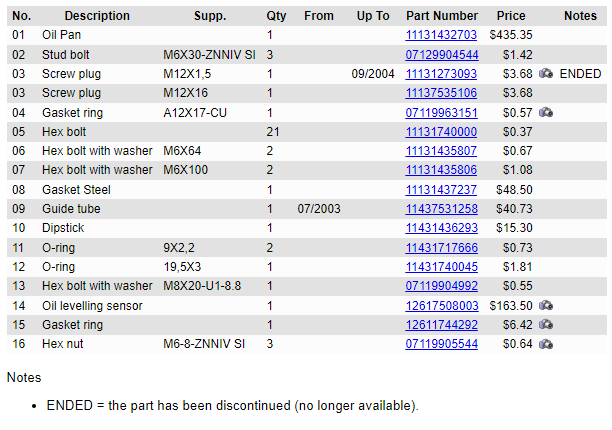 No. Description Supp. Qty From Up To Part Number Price Notes
01 Oil Pan 1 11131432703 $435.35
02 Stud bolt M6X30-ZNNIV SI 3 07129904544 $1.42
03 Screw plug M12X1,5 1 09/2004 11131273093 $3.68 ENDED
03 Screw plug M12X16 1 11137535106 $3.68
04 Gasket ring A12X17-CU 1 07119963151 $0.57
05 Hex bolt 21 11131740000 $0.37
06 Hex bolt with washer M6X64 2 11131435807 $0.67
07 Hex bolt with washer M6X100 2 11131435806 $1.08
08 Gasket Steel 1 11131437237 $48.50
09 Guide tube 1 07/2003 11437531258 $40.73
10 Dipstick 1 11431436293 $15.30
11 O-ring 9X2,2 2 11431717666 $0.73
12 O-ring 19,5X3 1 11431740045 $1.81
13 Hex bolt with washer M8X20-U1-8.8 1 07119904992 $0.55
14 Oil levelling sensor 1 12617508003 $163.50
15 Gasket ring 1 12611744292 $6.42
16 Hex nut M6-8-ZNNIV SI 3 07119905544 $0.64
Notes
• ENDED = the part has been discontinued (no longer available).